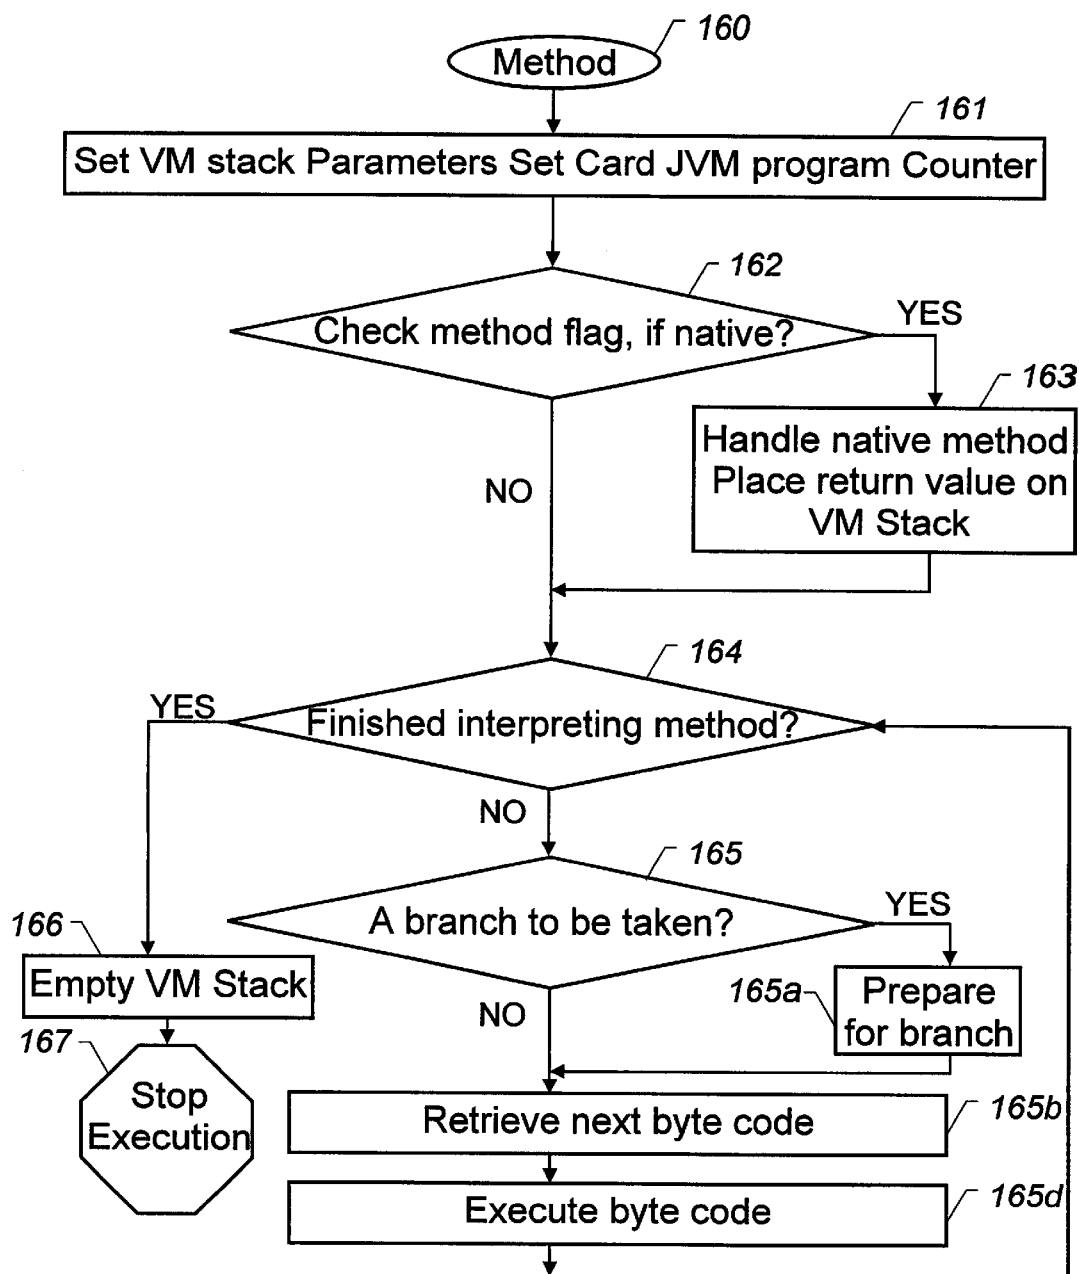 160
Method
161
Set VM stack Parameters Set Card JVM program Counter
162
Check method flag, if native?
YES
163
Handle native method
Place return value on
VM Stack
NO
164
YES
Finished interpreting method?
NO
165
A branch to be taken?
YES
166
Empty VM Stack
165a
Prepare
for branch
NO
167
Stop
Execution
Retrieve next byte code
165b
Execute byte code
165d